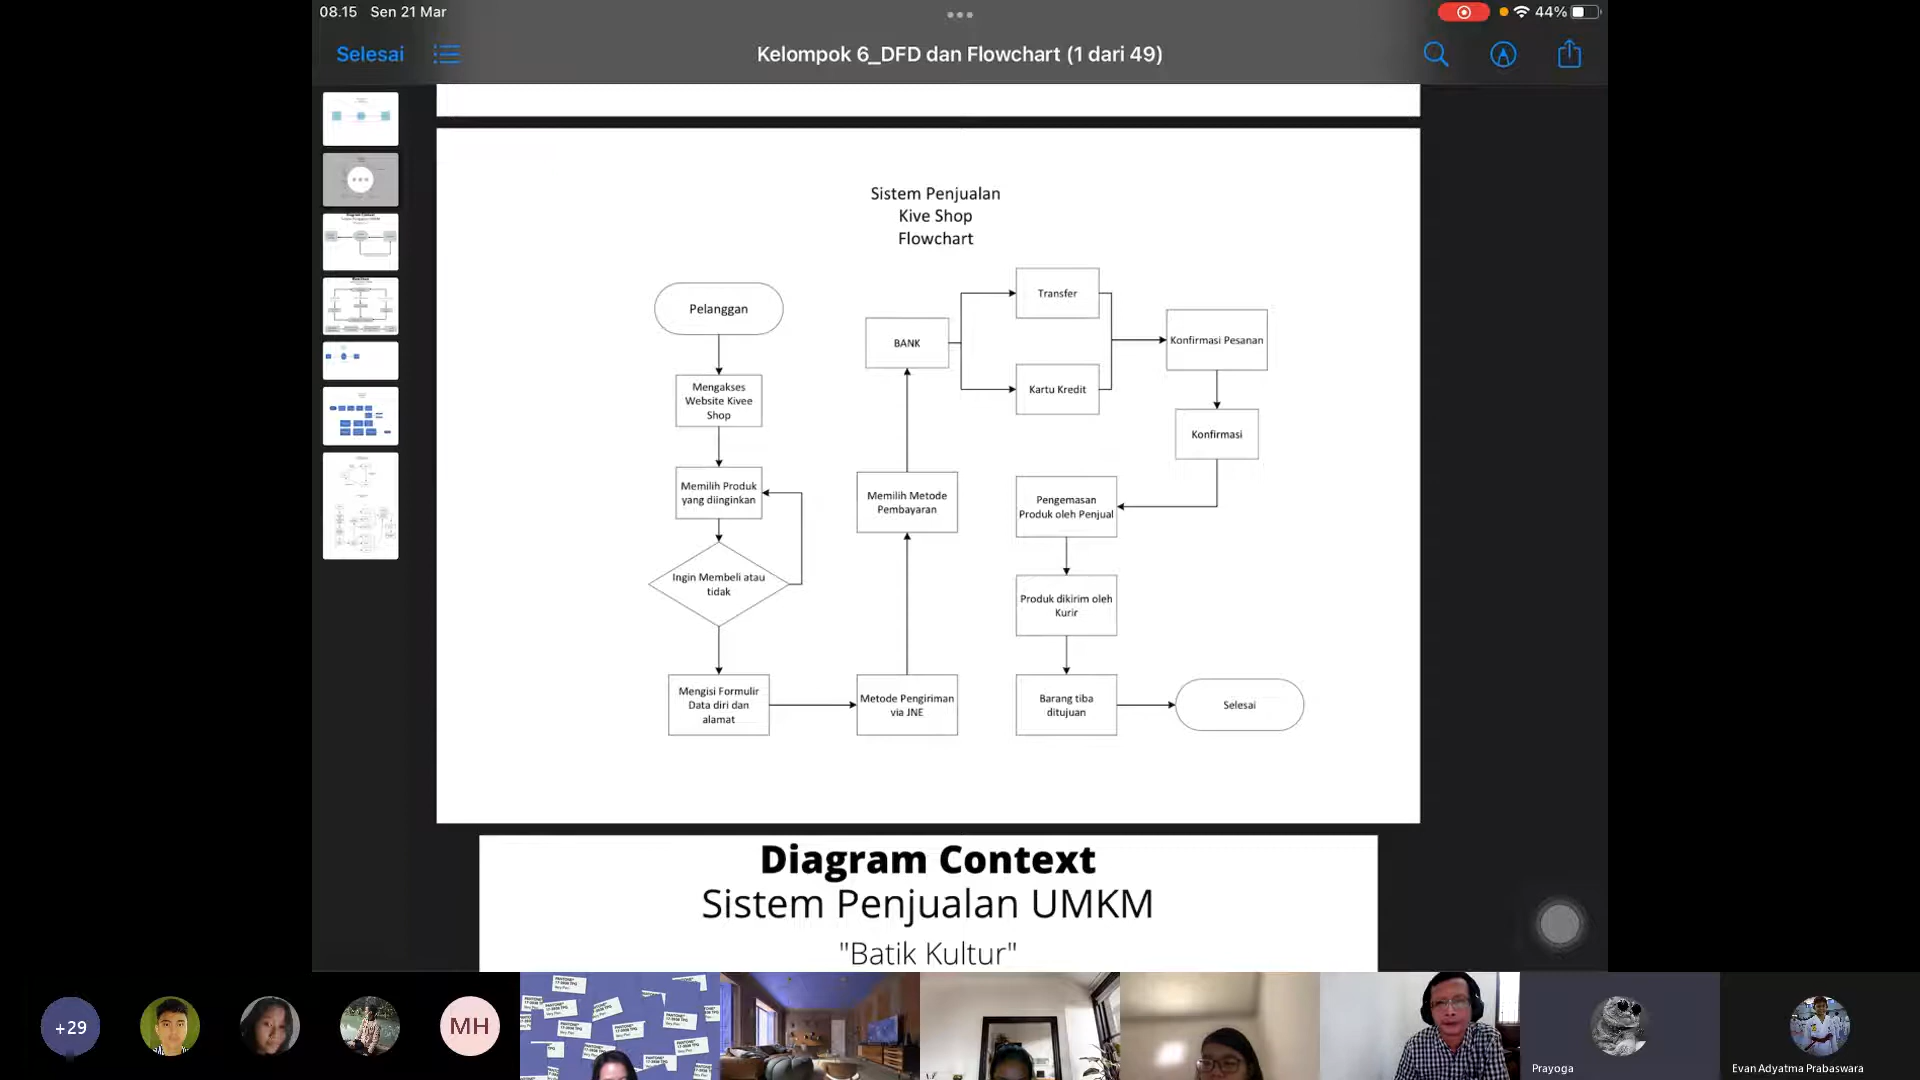 08.15 Sen 21 Mar
44%
Selesai
Kelompok 6_DFD dan Flowchart (1 dari 49)
Sistem Penjualan
Kive Shop
Flowchart
Pelanggan
Mengakses
Website Kivee
Shop
Memilih Produk
yang diinginkan
Ingin Membeli atau
tidak
Mengisi Formulir
Data diri dan
alamat
Metode Pengiriman
via JNE
Memilih Metode
Pembayaran
BANK
Transfer
Kartu Kredit
Konfirmasi Pesanan
Konfirmasi
Pengemasan
Produk oleh Penjual
Produk dikirim oleh
Kurir
Barang tiba
ditujuan
Selesai
Diagram Context
Sistem Penjualan UMKM
"Batik Kultur"
+29
MH
Prayoga
Evan Adyatma Prabaswara